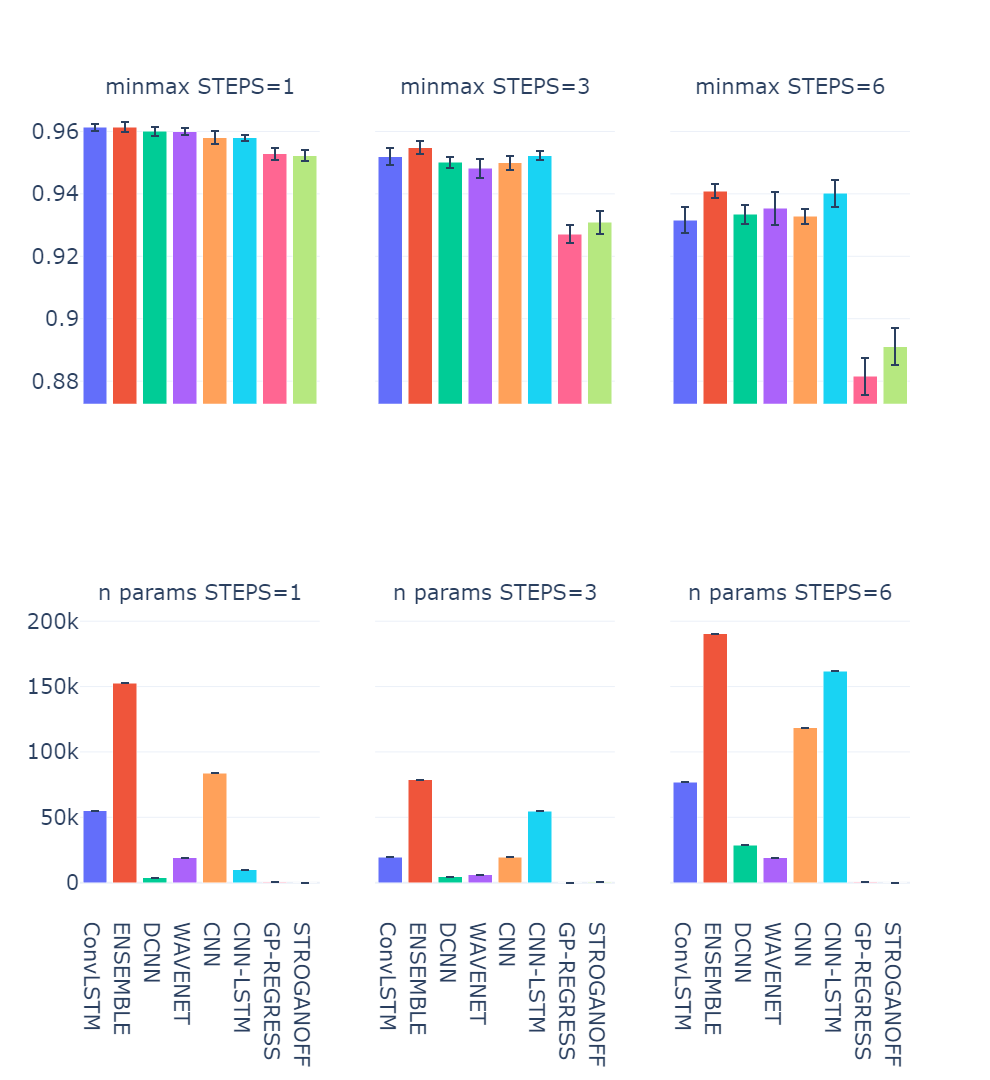 minmax STEPS=1
minmax STEPS=3
minmax STEPS=6
0.96
0.94
0.92
0.9
0.88
n params STEPS=1
n params STEPS=3
n params STEPS=6
200k
150k
100k
50k
0
ConvLSTM
ENSEMBLE
DCNN
WAVENET
CNN
CNN-LSTM
GP-REGRESS
STROGANOFF
ConvLSTM
ENSEMBLE
DCNN
WAVENET
CNN
CNN-LSTM
GP-REGRESS
STROGANOFF
ConvLSTM
ENSEMBLE
DCNN
WAVENET
CNN
CNN-LSTM
GP-REGRESS
STROGANOFF